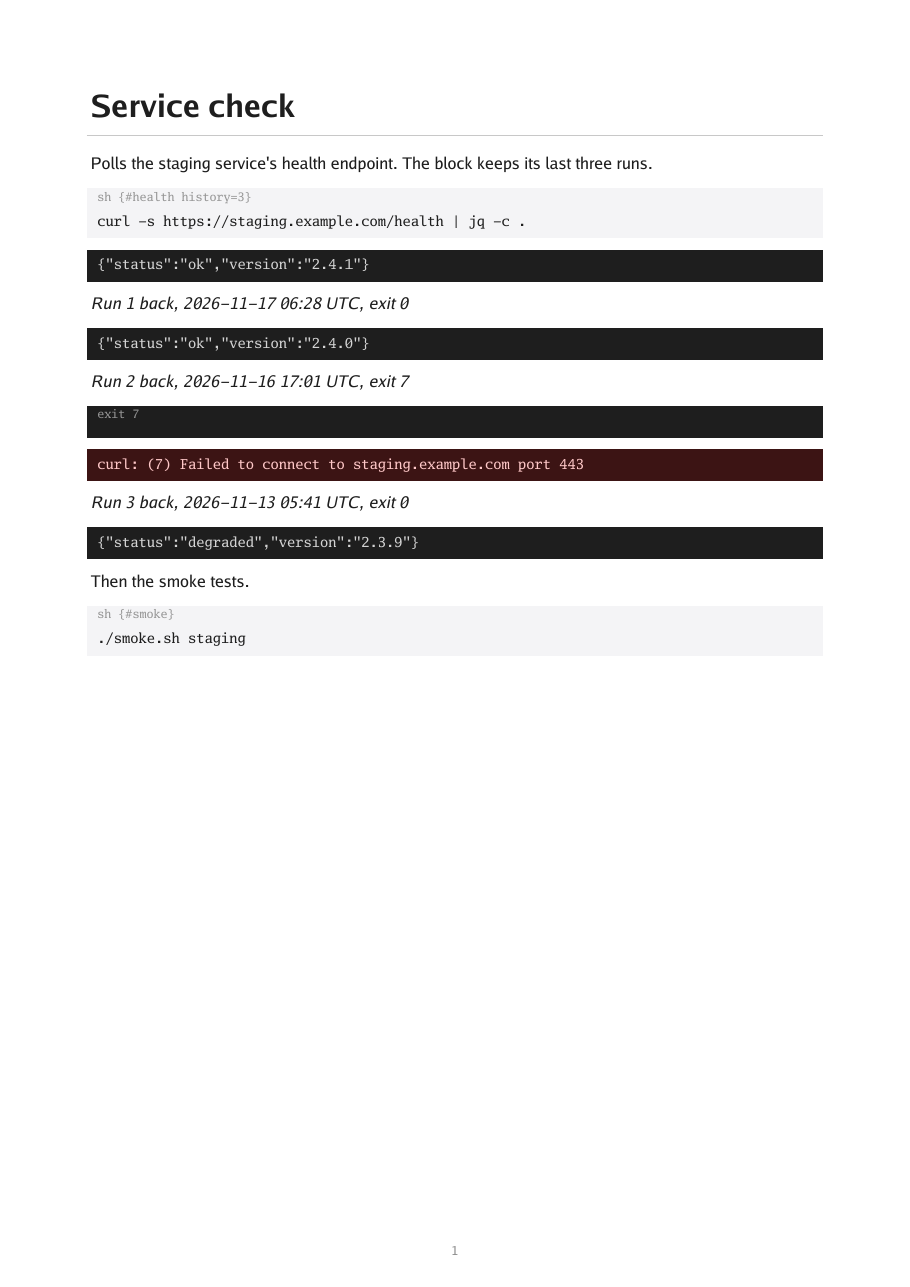 Service check
Polls the staging service's health endpoint. The block keeps its last three runs.
sh {#health history=3}
curl -s https://staging.example.com/health | jq -c .
{"status":"ok","version":"2.4.1"}
Run 1 back, 2026-11-17 06:28 UTC, exit 0
{"status":"ok","version":"2.4.0"}
Run 2 back, 2026-11-16 17:01 UTC, exit 7
exit 7
curl: (7) Failed to connect to staging.example.com port 443
Run 3 back, 2026-11-13 05:41 UTC, exit 0
{"status":"degraded","version":"2.3.9"}
Then the smoke tests.
sh {#smoke}
./smoke.sh staging
1